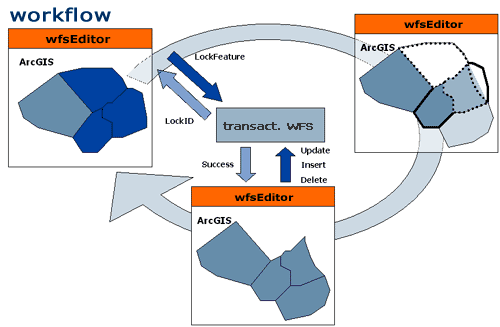 workflow
wfsEditor
ArcGIS
LockFeature
LockID
transact. WFS
wfsEditor
ArcGIS
Success
Update
Insert
Delete
wfsEditor
ArcGIS